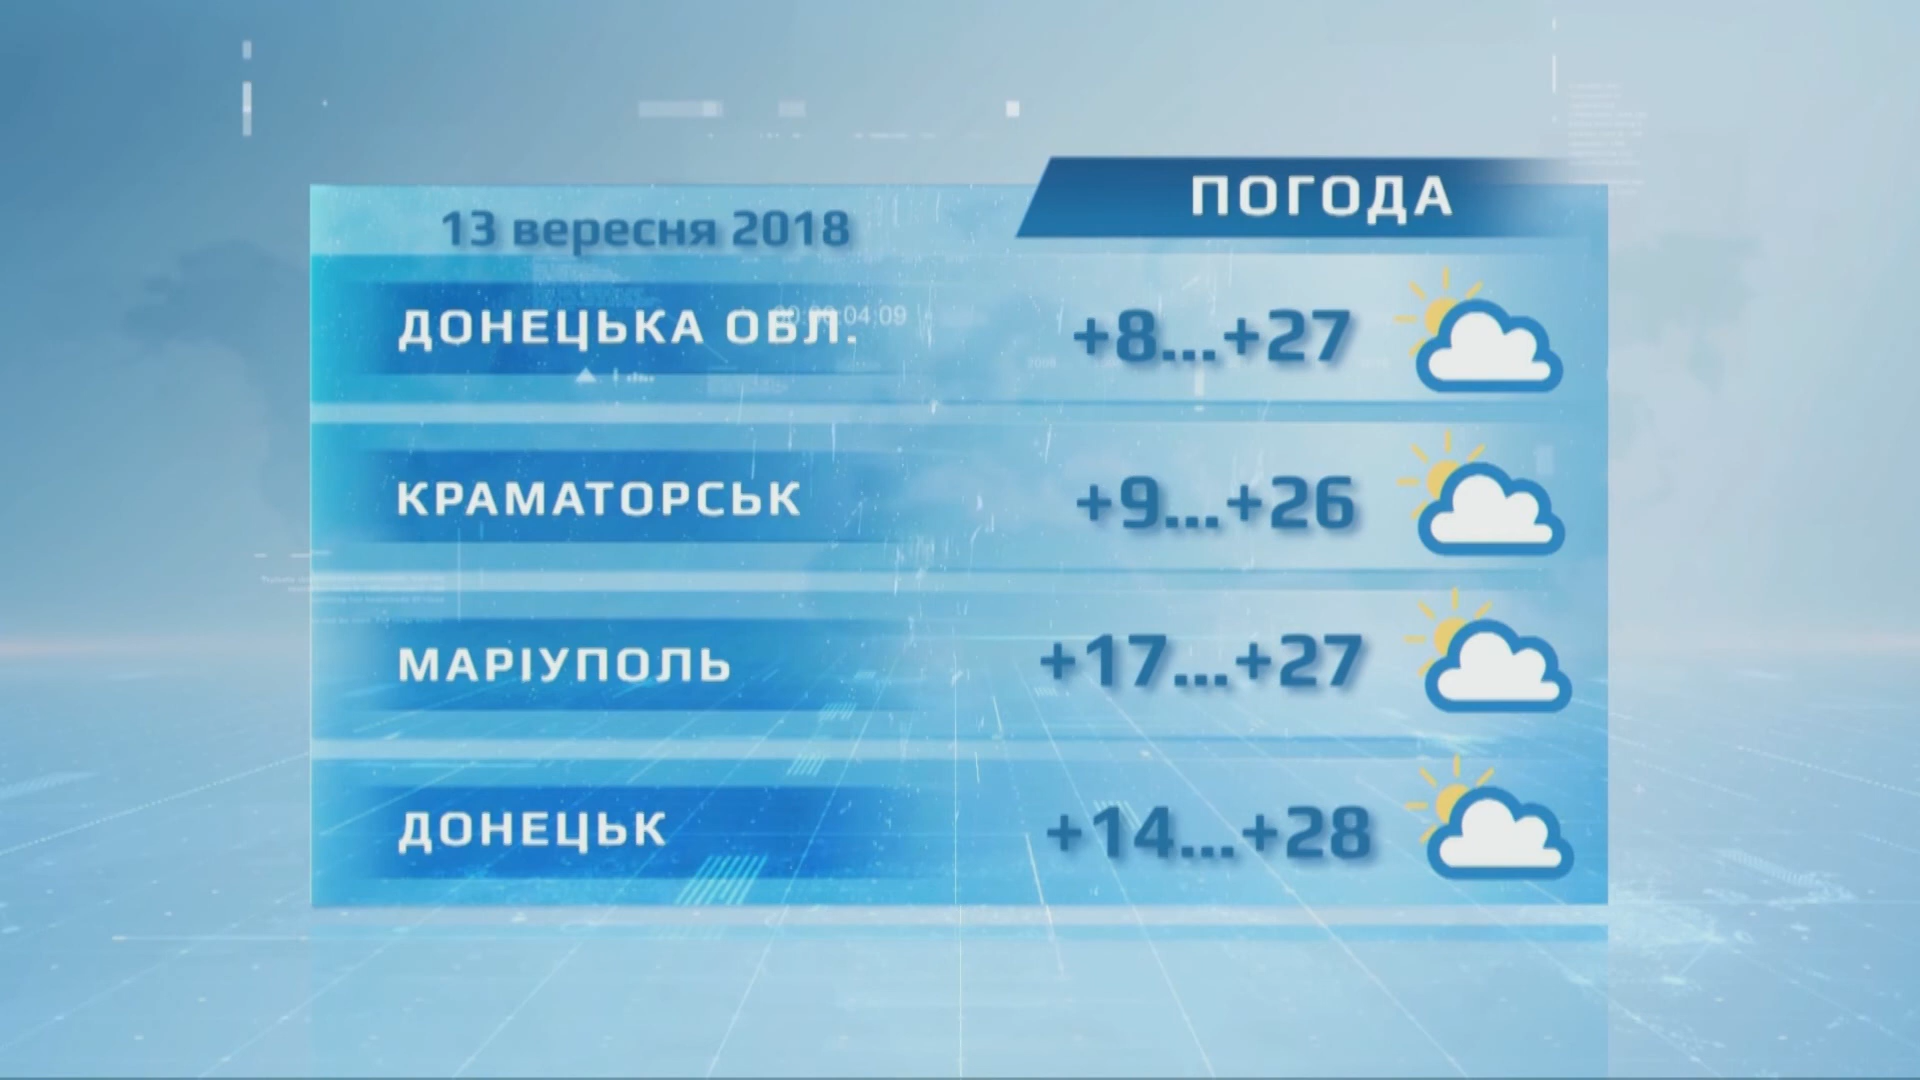 ПОГОДА
13 вересня 2018
ДОНЕЦЬКА ОБЛ. +8...+27
КРАМАТОРСЬК +9...+26
МАРІУПОЛЬ +17...+27
ДОНЕЦЬК +14...+28